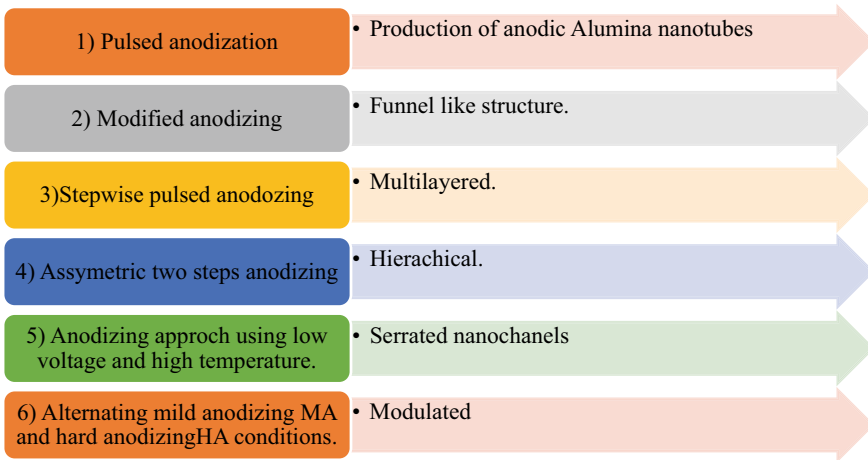 1) Pulsed anodization
• Production of anodic Alumina nanotubes
2) Modified anodizing
• Funnel like structure.
3)Stepwise pulsed anodozing
• Multilayered.
4) Assymetric two steps anodizing
• Hierachical.
5) Anodizing approch using low
voltage and high temperature.
• Serrated nanochanels
6) Alternating mild anodizing MA
and hard anodizingHA conditions.
• Modulated